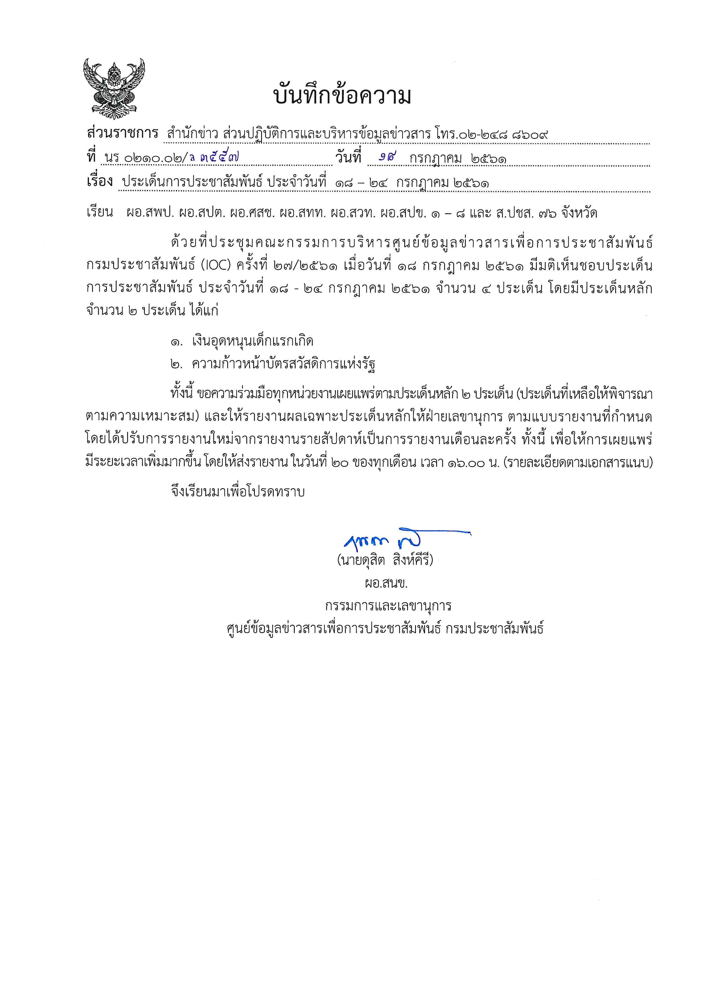 บันทึกข้อความ
ส่วนราชการ สำนักข่าว ส่วนปฏิบัติการและบริหารข้อมูลข่าวสาร โทร.๐๒-๒๔๘ ๘๖๐๙
ที่ นร ๐๒๑๐.๐๒/ว ๓๕๕๗ วันที่ ๑๙ กรกฎาคม ๒๕๖๑
เรื่อง ประเด็นการประชาสัมพันธ์ ประจำวันที่ ๑๘ – ๒๔ กรกฎาคม ๒๕๖๑
เรียน ผอ.สพป. ผอ.สปต. ผอ.ศสช. ผอ.สทท. ผอ.สวท. ผอ.สปข. ๑ – ๘ และ ส.ปชส. ๗๖ จังหวัด
ด้วยที่ประชุมคณะกรรมการบริหารศูนย์ข้อมูลข่าวสารเพื่อการประชาสัมพันธ์
กรมประชาสัมพันธ์ (IOC) ครั้งที่ ๒๗/๒๕๖๑ เมื่อวันที่ ๑๘ กรกฎาคม ๒๕๖๑ มีมติเห็นชอบประเด็น
การประชาสัมพันธ์ ประจำวันที่ ๑๘ - ๒๔ กรกฎาคม ๒๕๖๑ จำนวน ๔ ประเด็น โดยมีประเด็นหลัก
จำนวน ๒ ประเด็น ได้แก่
๑. เงินอุดหนุนเด็กแรกเกิด
๒. ความก้าวหน้าบัตรสวัสดิการแห่งรัฐ
ทั้งนี้ ขอความร่วมมือทุกหน่วยงานเผยแพร่ตามประเด็นหลัก ๒ ประเด็น (ประเด็นที่เหลือให้พิจารณา
ตามความเหมาะสม) และให้รายงานผลเฉพาะประเด็นหลักให้ฝ่ายเลขานุการ ตามแบบรายงานที่กำหนด
โดยได้ปรับการรายงานใหม่จากรายงานรายสัปดาห์เป็นการรายงานเดือนละครั้ง ทั้งนี้ เพื่อให้การเผยแพร่
มีระยะเวลาเพิ่มมากขึ้น โดยให้ส่งรายงาน ในวันที่ ๒๐ ของทุกเดือน เวลา ๑๖.๐๐ น. (รายละเอียดตามเอกสารแนบ)
จึงเรียนมาเพื่อโปรดทราบ
(นายดุสิต สิงห์คีรี)
ผอ.สนข.
กรรมการและเลขานุการ
ศูนย์ข้อมูลข่าวสารเพื่อการประชาสัมพันธ์ กรมประชาสัมพันธ์